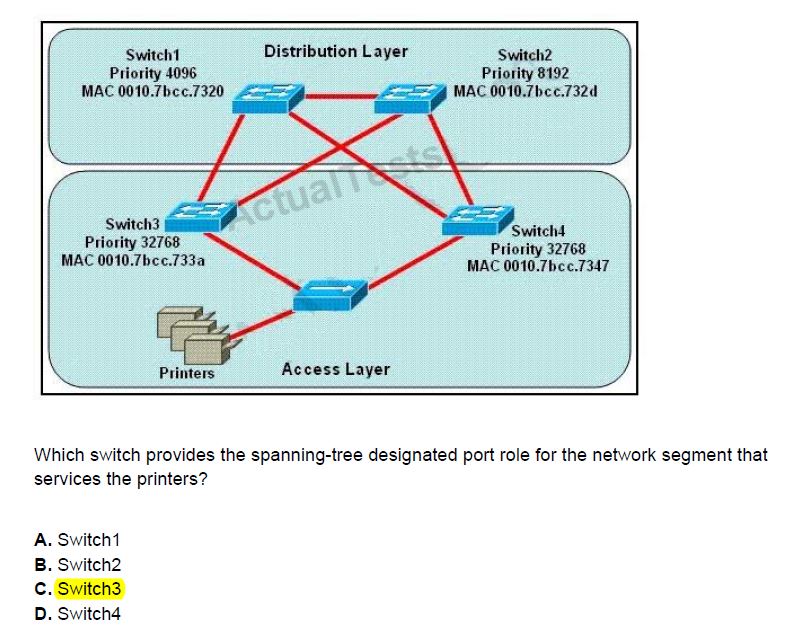 Distribution Layer
Switch1
Priority 4096
MAC 0010.7bcc.7320
Switch2
Priority 8192
MAC 0010.7bcc.732d
ActualTests
Switch3
Priority 32768
MAC 0010.7bcc.733a
Switch4
Priority 32768
MAC 0010.7bcc.7347
Printers
Access Layer
Which switch provides the spanning-tree designated port role for the network segment that
services the printers?
A. Switch1
B. Switch2
C. Switch3
D. Switch4